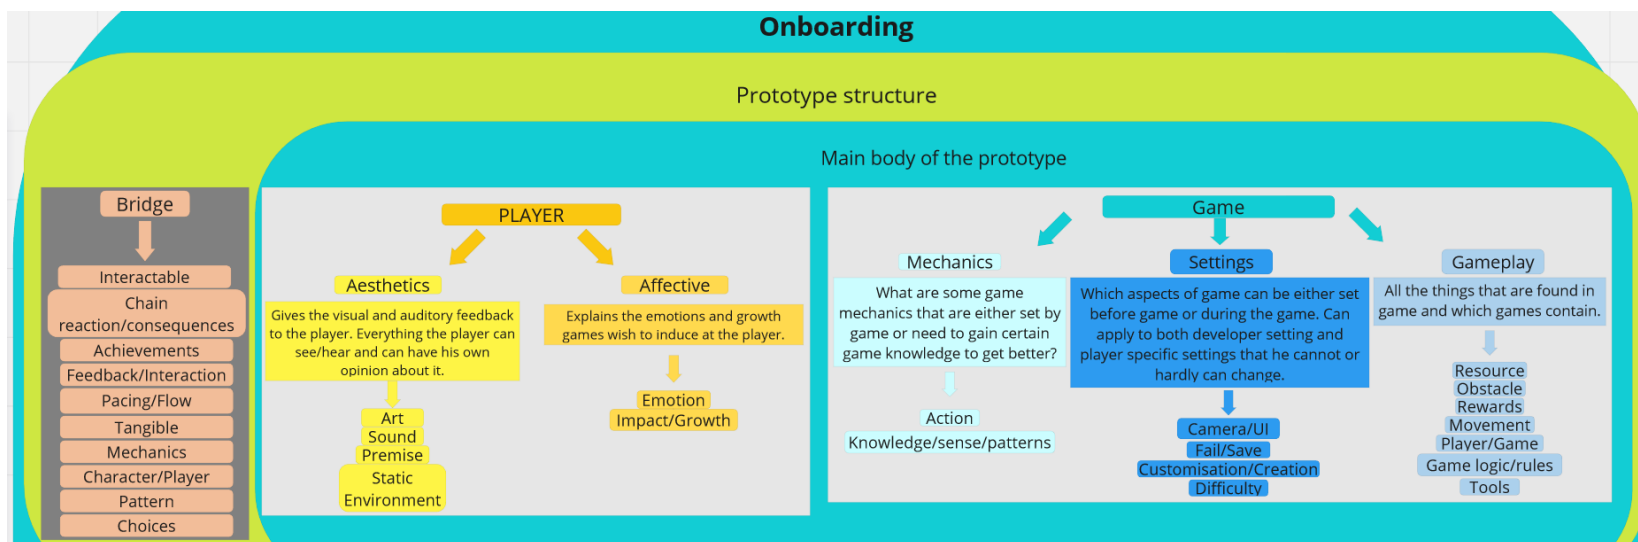 Onboarding
Prototype structure
Main body of the prototype
Bridge
Interactable
Chain
reaction/consequences
Achievements
Feedback/Interaction
Pacing/Flow
Tangible
Mechanics
Character/Player
Pattern
Choices
PLAYER
Aesthetics
Gives the visual and auditory feedback
to the player. Everything the player can
see/hear and can have his own
opinion about it.
Art
Sound
Premise
Static
Environment
Affective
Explains the emotions and growth
games wish to induce at the player.
Emotion
Impact/Growth
Game
Mechanics
What are some game
mechanics that are either set by
game or need to gain certain
game knowledge to get better?
Action
Knowledge/sense/patterns
Settings
Which aspects of game can be either set
before game or during the game. Can
apply to both developer setting and
player specific settings that he cannot or
hardly can change.
Camera/UI
Fail/Save
Customisation/Creation
Difficulty
Gameplay
All the things that are found in
game and which games contain.
Resource
Obstacle
Rewards
Movement
Player/Game
Game logic/rules
Tools